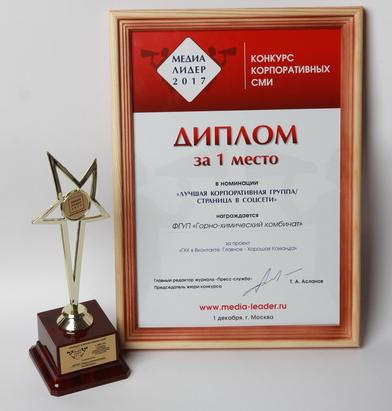 МЕДИА
ЛИДЕР
2017
КОНКУРС
КОРПОРАТИВНЫХ
СМИ
ДИПЛОМ
за 1 место
в номинации
«ЛУЧШАЯ КОРПОРАТИВНАЯ ГРУППА/
СТРАНИЦА В СОЦСЕТИ»
награждается
ФГУП «Горно-химический комбинат»
за проект
«ГХК в Вконтакте. Главное - Хорошая Команда»
Главный редактор журнала «Пресс-служба»
Председатель жюри конкурса
Т. А. Асланов
www.media-leader.ru
1 декабря, г. Москва